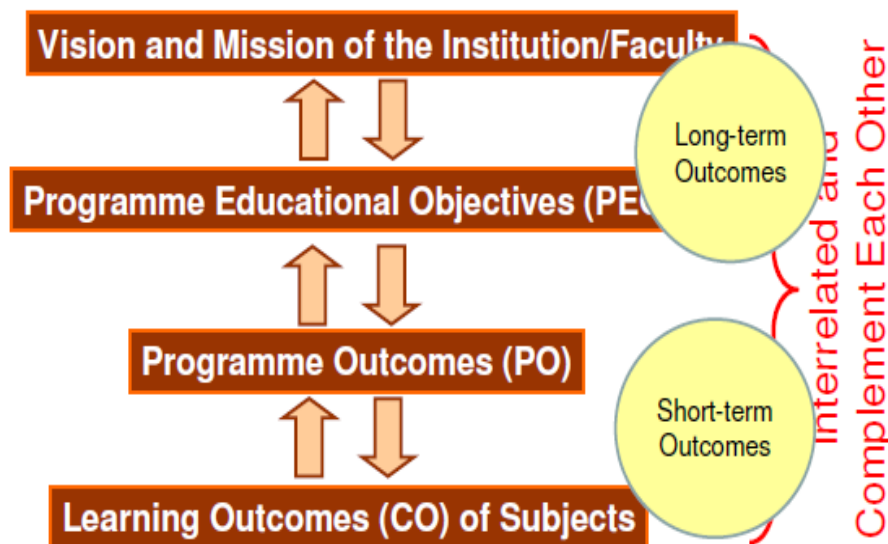 Vision and Mission of the Institution/Faculty
Long-term
Outcomes
Programme Educational Objectives (PEO
Programme Outcomes (PO)
Short-term
Outcomes
Learning Outcomes (CO) of Subjects
Interrelated and
Complement Each Other